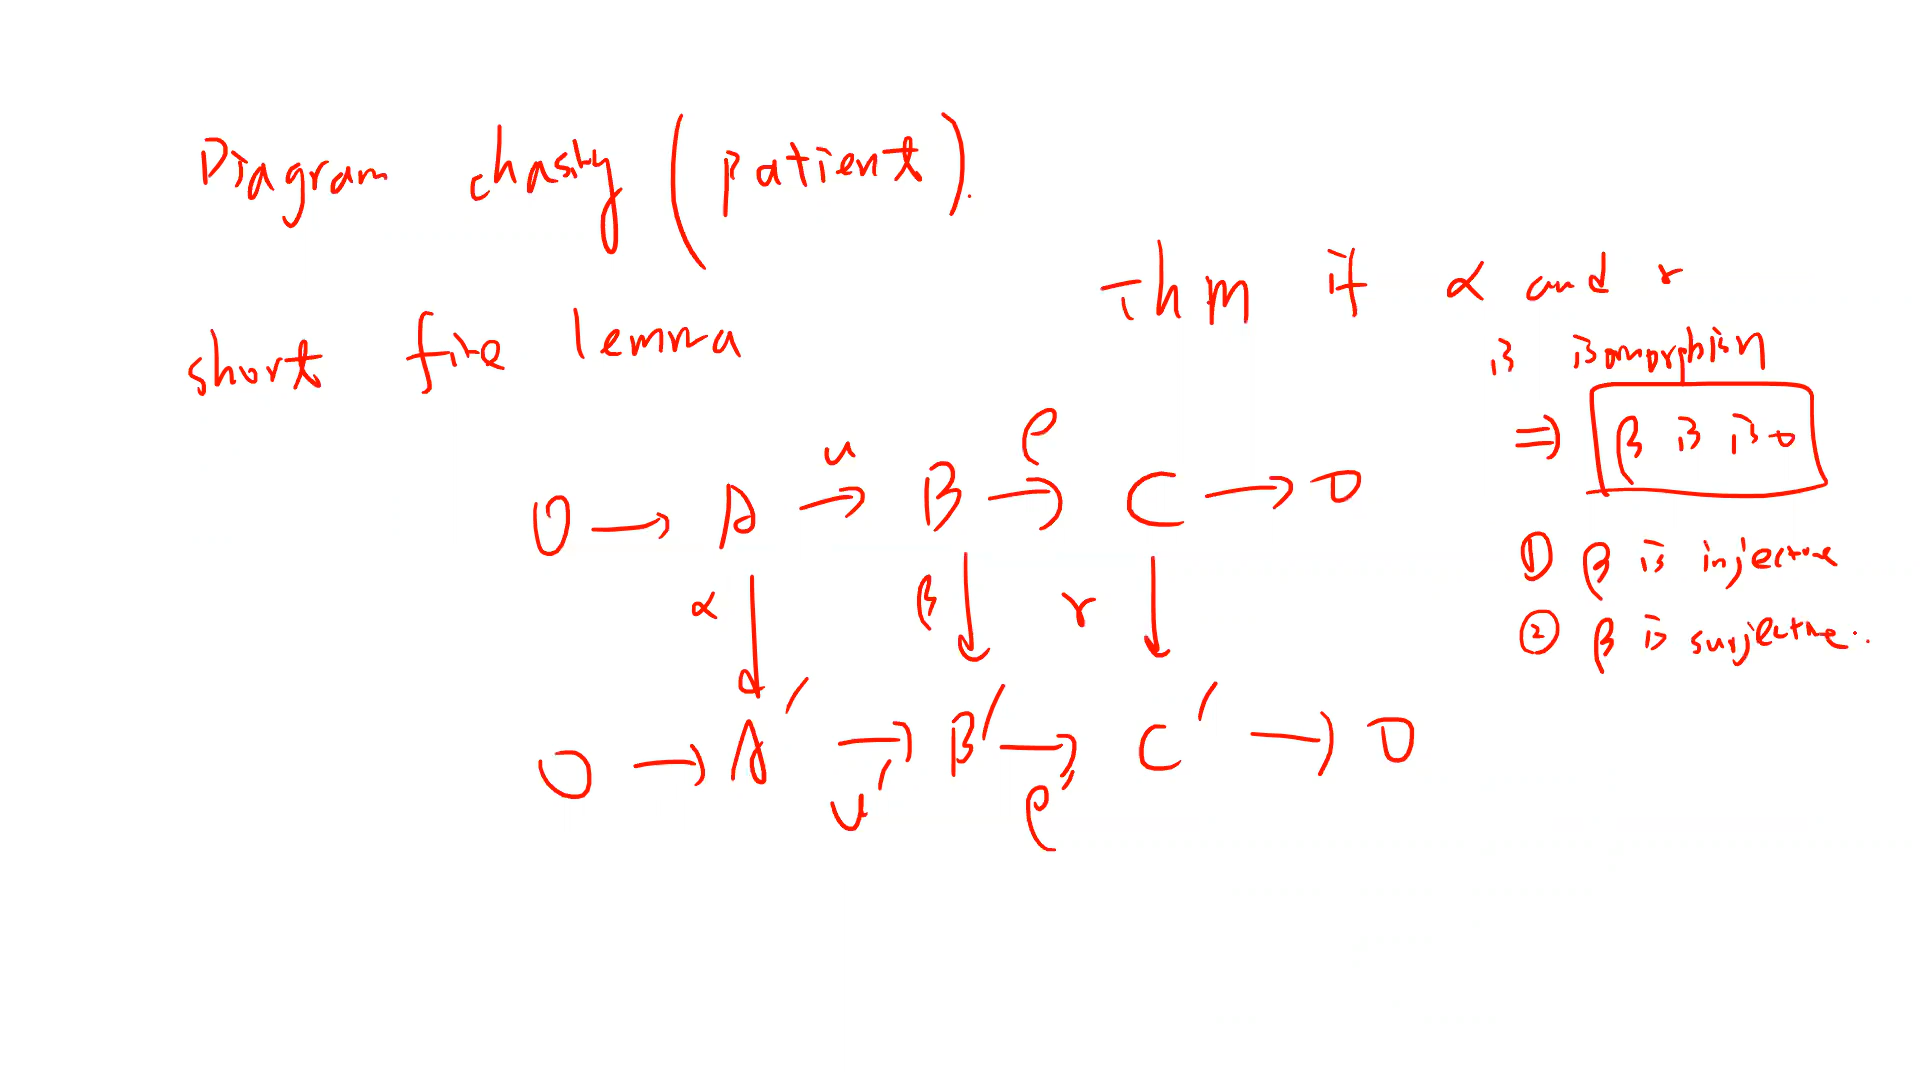 Diagram chasing (patient).
Thm if α and r
is isomorphism
short five lemma
⇒ β is iso
u ρ
0 → A → B → C → 0
① β is injective
α β r
② β is surjective..
0 → A' → B' → C' → 0
u' ρ'